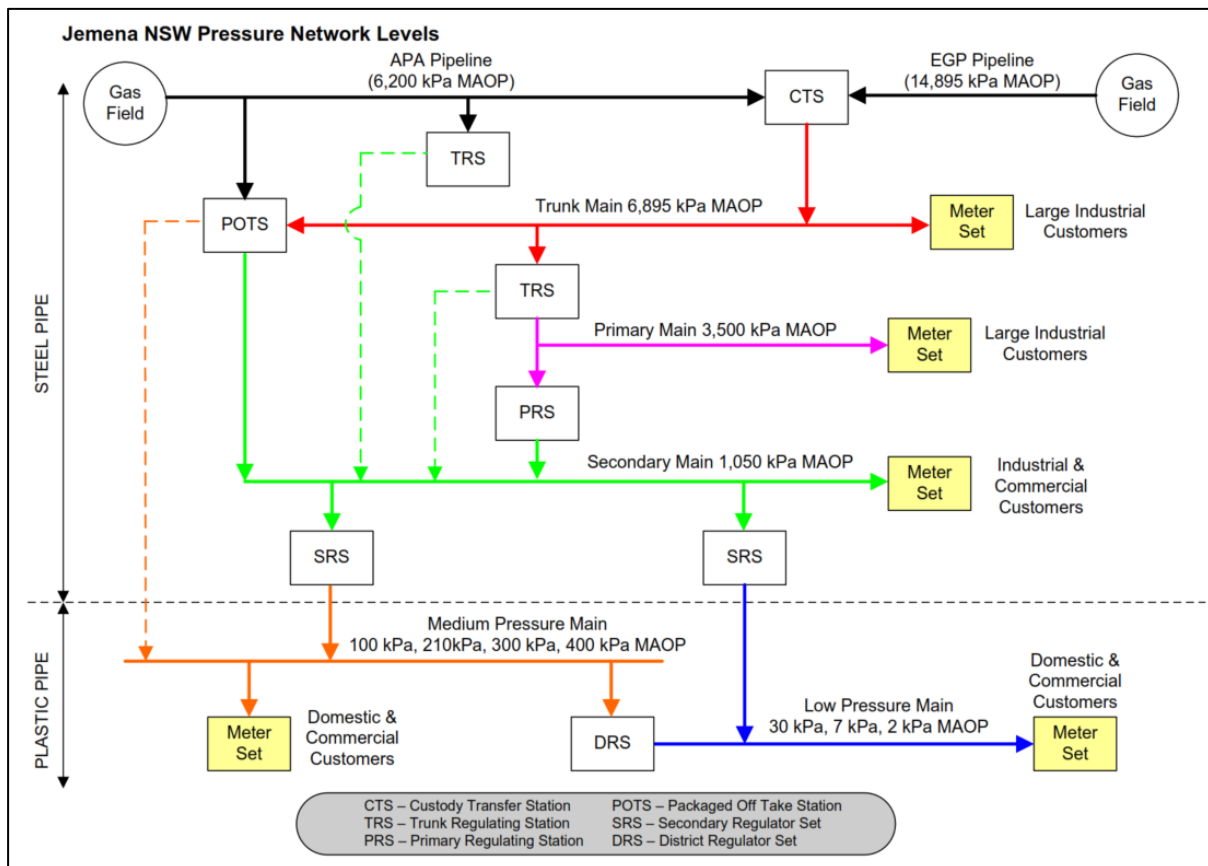 Jemena NSW Pressure Network Levels
APA Pipeline
(6,200 kPa MAOP)
EGP Pipeline
(14,895 kPa MAOP)
Gas
Field
CTS
Gas
Field
TRS
POTS
Trunk Main 6,895 kPa MAOP
Meter
Set
Large Industrial
Customers
TRS
Primary Main 3,500 kPa MAOP
Meter
Set
Large Industrial
Customers
PRS
STEEL PIPE
Secondary Main 1,050 kPa MAOP
Meter
Set
Industrial &
Commercial
Customers
SRS
SRS
Medium Pressure Main
100 kPa, 210kPa, 300 kPa, 400 kPa MAOP
PLASTIC PIPE
Meter
Set
Domestic &
Commercial
Customers
DRS
Low Pressure Main
30 kPa, 7 kPa, 2 kPa MAOP
Domestic &
Commercial
Customers
Meter
Set
CTS – Custody Transfer Station
POTS – Packaged Off Take Station
TRS – Trunk Regulating Station
SRS – Secondary Regulator Set
PRS – Primary Regulating Station
DRS – District Regulator Set